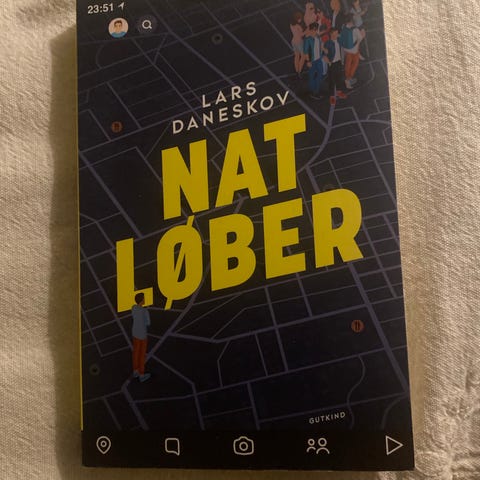 23:51
LARS
DANESKOV
NAT
LØBER
GUTKIND